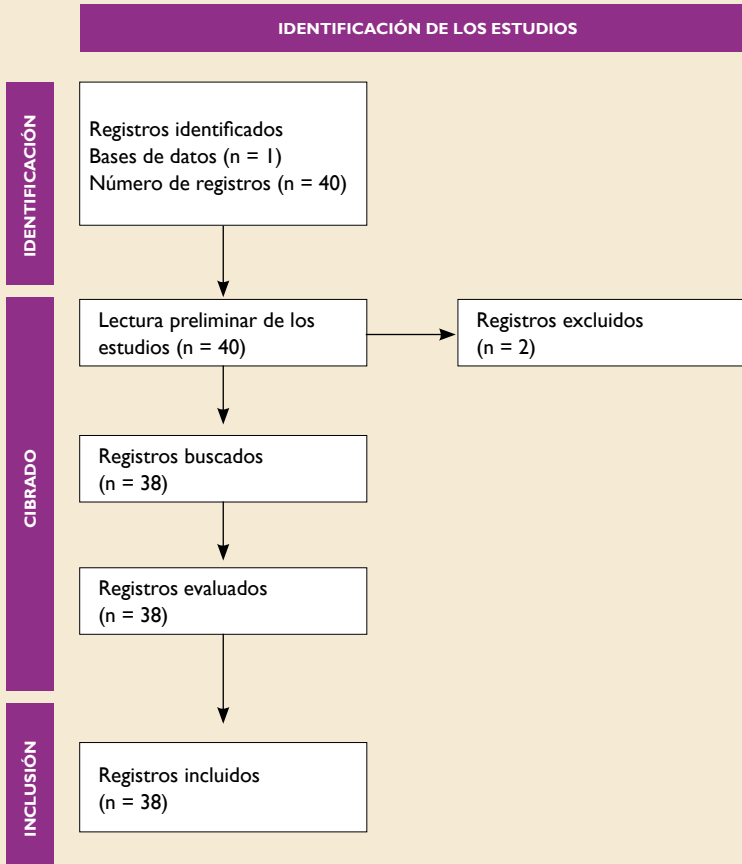 IDENTIFICACIÓN DE LOS ESTUDIOS
IDENTIFICACIÓN
Registros identificados
Bases de datos (n = 1)
Número de registros (n = 40)
CIBRADO
Lectura preliminar de los
estudios (n = 40)
Registros excluidos
(n = 2)
Registros buscados
(n = 38)
Registros evaluados
(n = 38)
INCLUSIÓN
Registros incluidos
(n = 38)